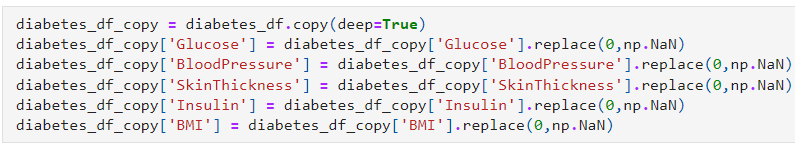 diabetes_df_copy = diabetes_df.copy(deep=True)
diabetes_df_copy['Glucose'] = diabetes_df_copy['Glucose'].replace(0,np.NaN)
diabetes_df_copy['BloodPressure'] = diabetes_df_copy['BloodPressure'].replace(0,np.NaN)
diabetes_df_copy['SkinThickness'] = diabetes_df_copy['SkinThickness'].replace(0,np.NaN)
diabetes_df_copy['Insulin'] = diabetes_df_copy['Insulin'].replace(0,np.NaN)
diabetes_df_copy['BMI'] = diabetes_df_copy['BMI'].replace(0,np.NaN)